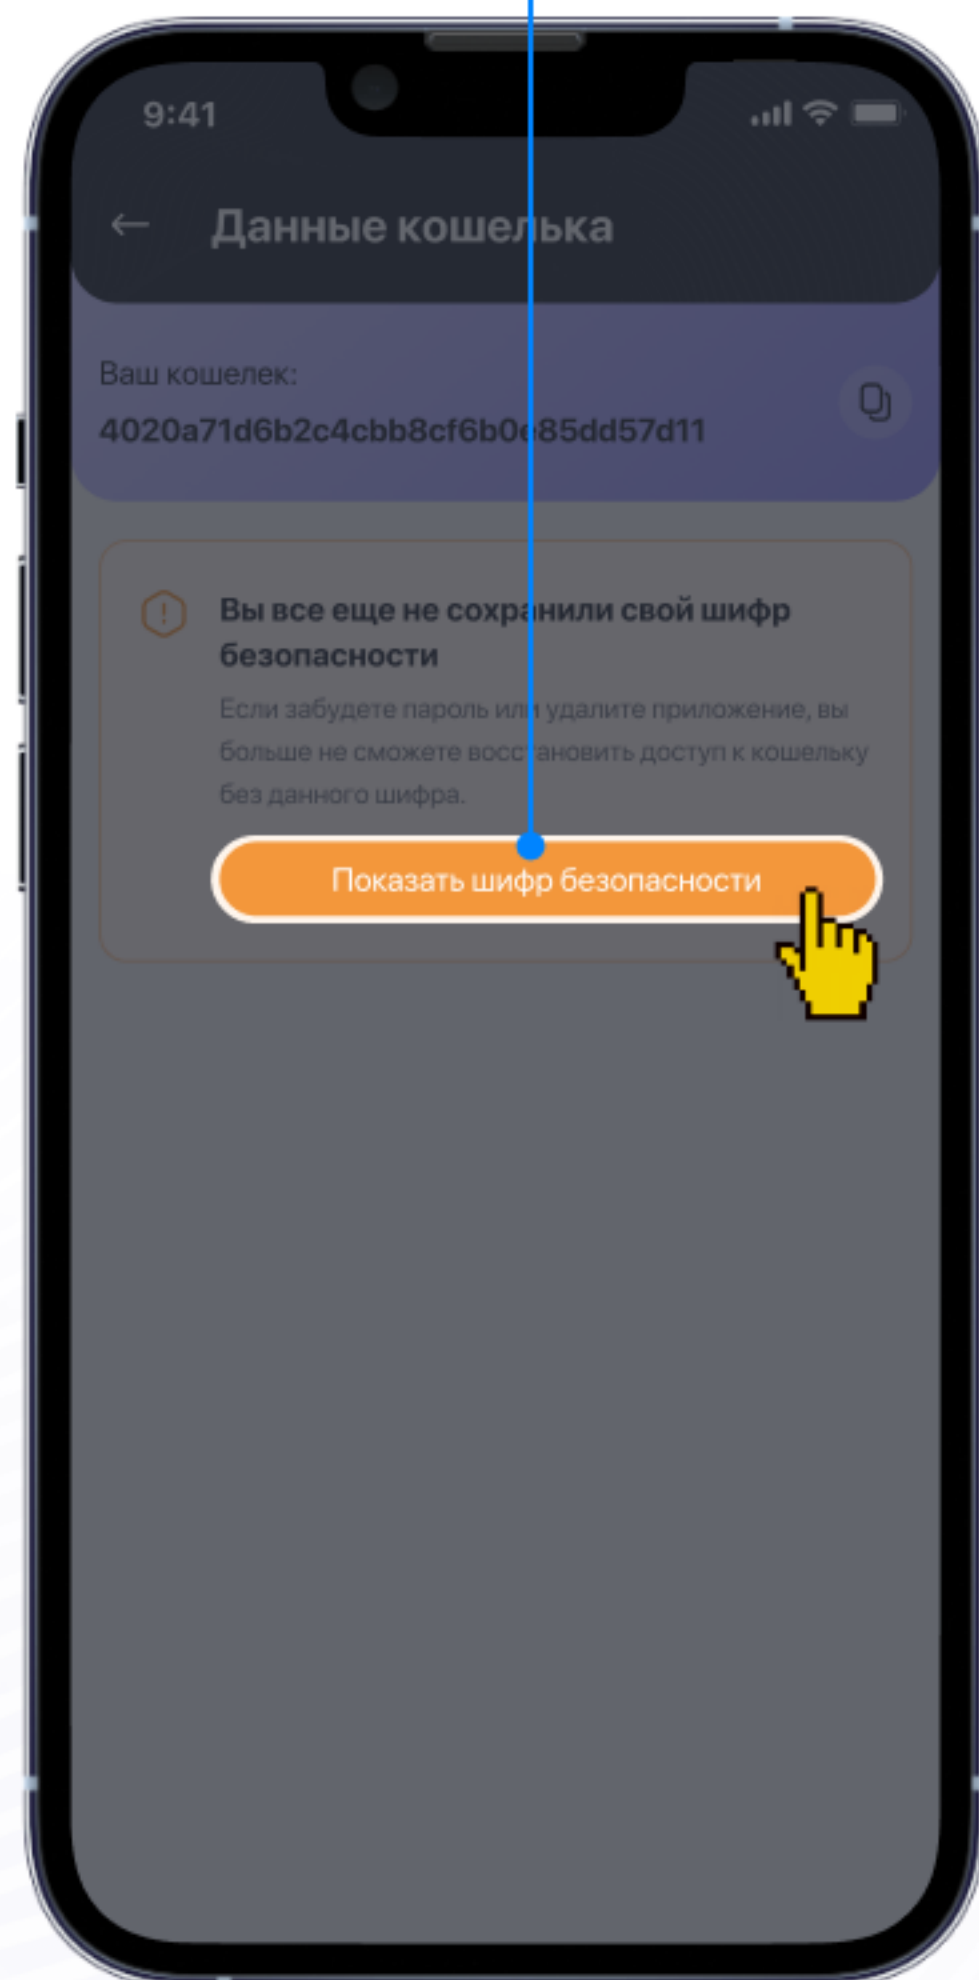 9:41
Данные кошелька
Ваш кошелек:
4020a71d6b2c4cbb8cf6b0e85dd57d11
Вы все еще не сохранили свой шифр
безопасности
Если забудете пароль или удалите приложение, вы
больше не сможете восстановить доступ к кошельку
без данного шифра.
Показать шифр безопасности